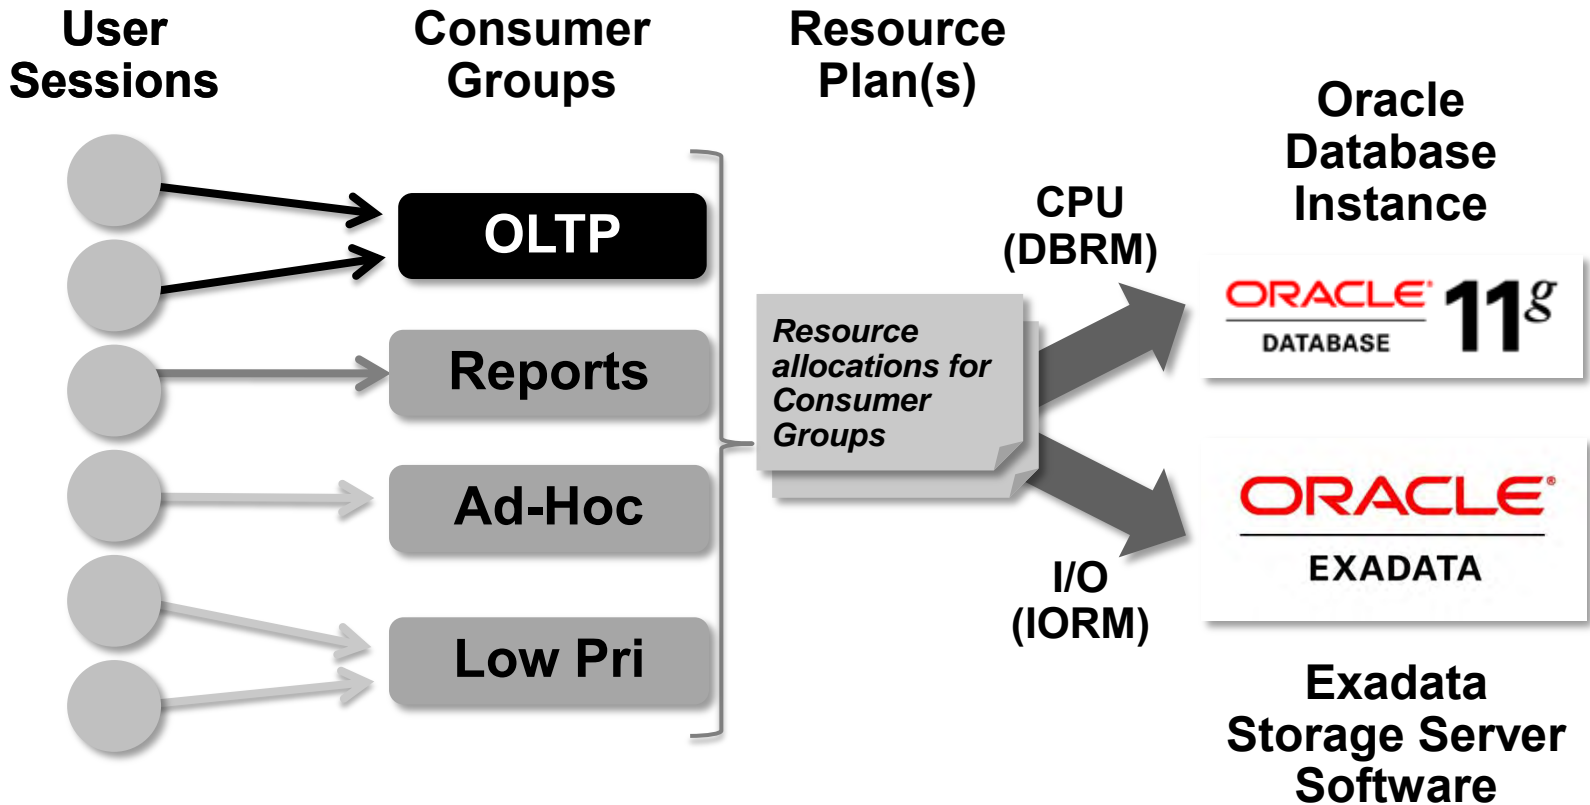 User
Sessions
Consumer
Groups
Resource
Plan(s)
Oracle
Database
Instance
CPU
(DBRM)
OLTP
Reports
Ad-Hoc
Low Pri
Resource
allocations for
Consumer
Groups
ORACLE®
DATABASE
11g
I/O
(IORM)
ORACLE®
EXADATA
Exadata
Storage Server
Software